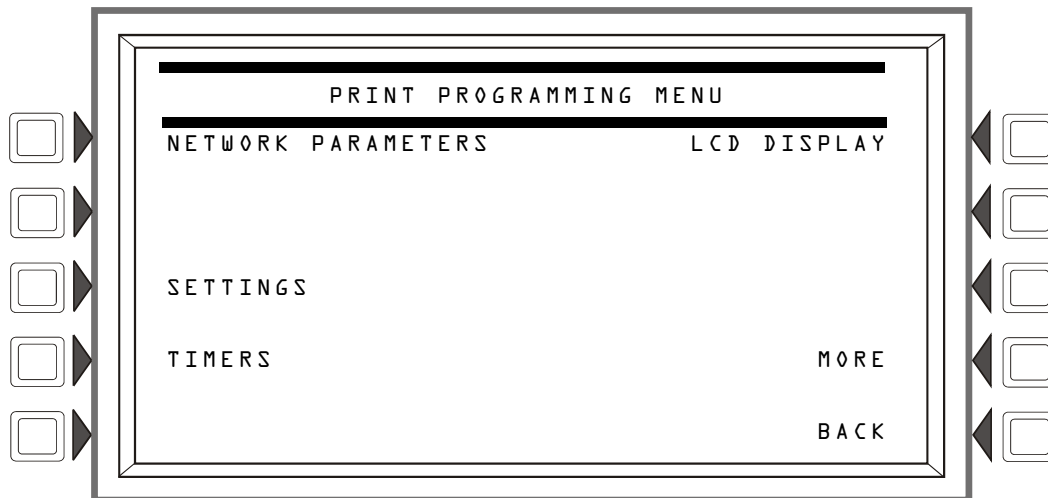 PRINT PROGRAMMING MENU
NETWORK PARAMETERS LCD DISPLAY
SETTINGS
TIMERS MORE
BACK